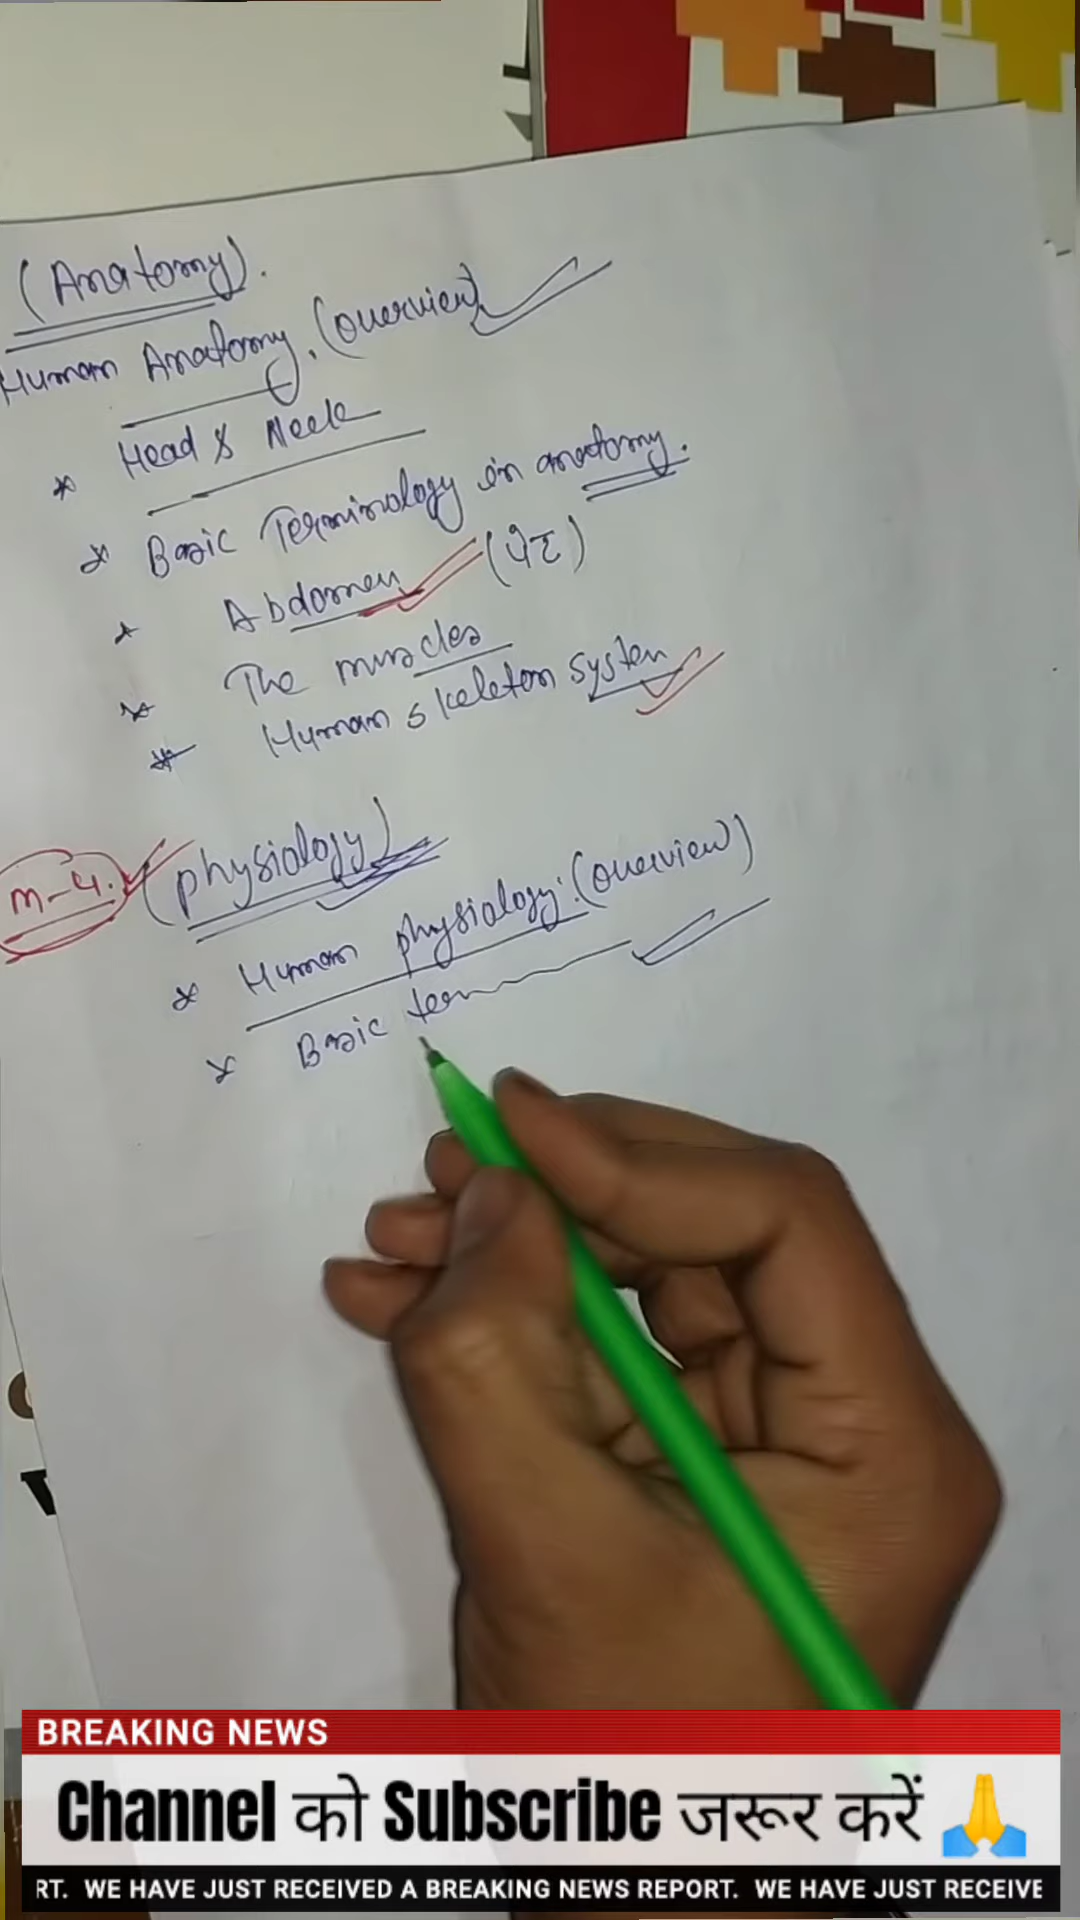 (Anatomy).
Human Anatomy. (overview)
* Head & Neck
* Basic Terminology in anatomy.
* Abdomen (पेट)
* The muscles
* Human skeleton system
m-4. (physiology)
* Human physiology: (overview)
* Basic term
BREAKING NEWS
Channel को Subscribe जरूर करें 🙏
RT. WE HAVE JUST RECEIVED A BREAKING NEWS REPORT. WE HAVE JUST RECEIVE